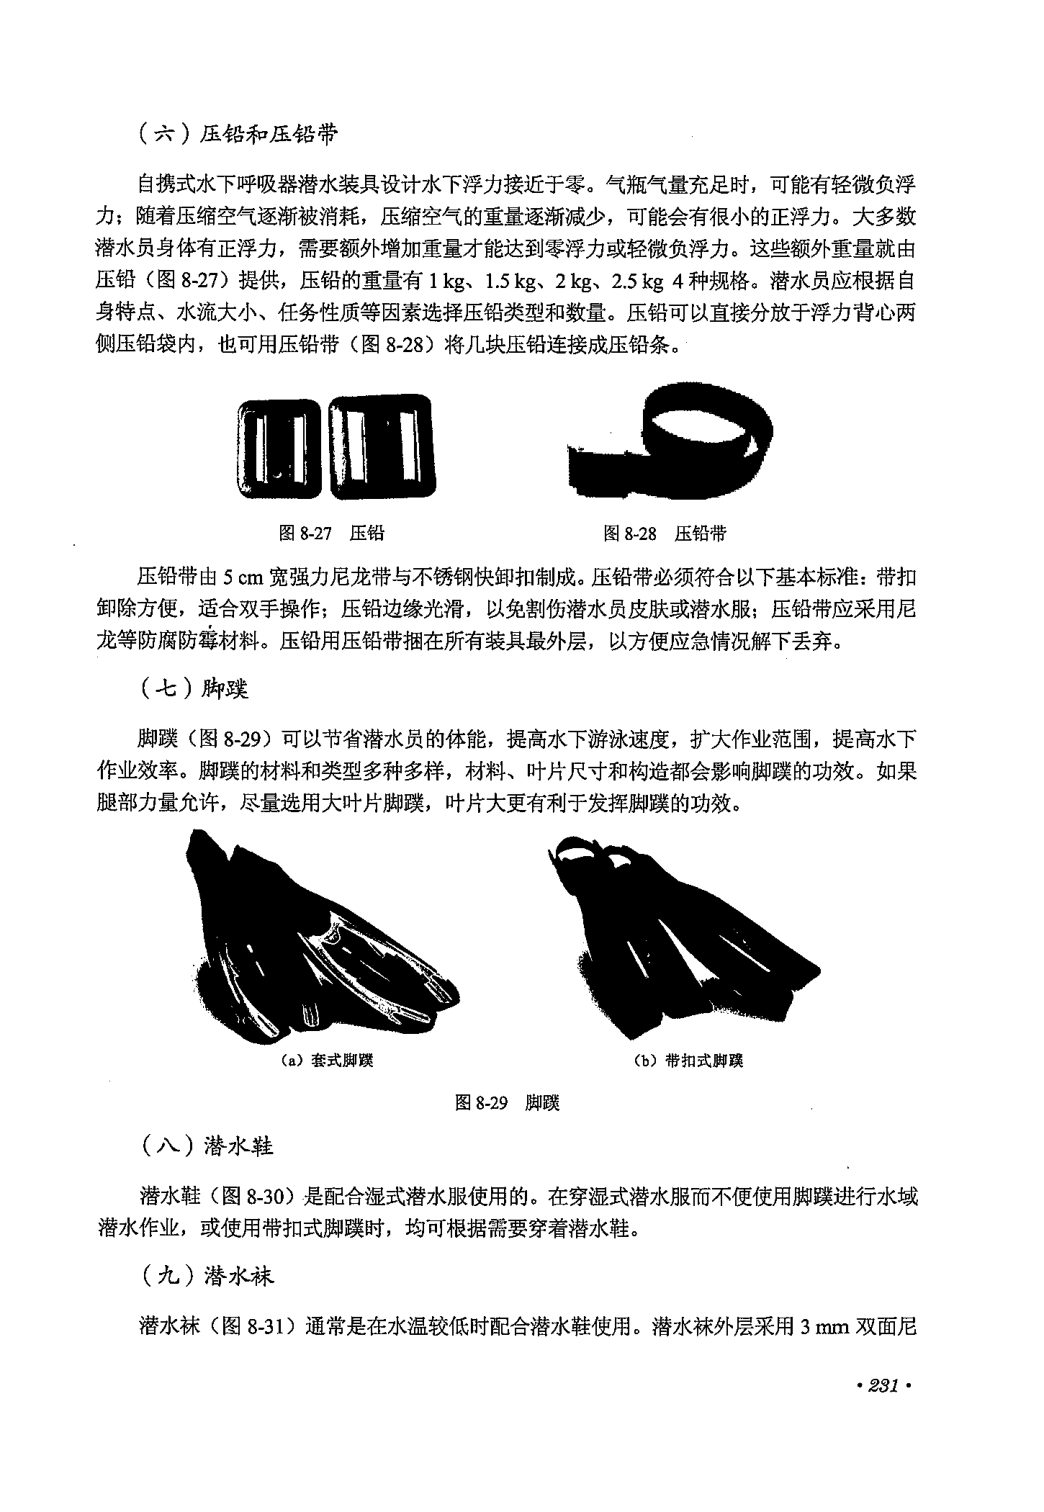 （六）压铅和压铅带
自携式水下呼吸器潜水装具设计水下浮力接近于零。气瓶气量充足时，可能有轻微负浮
力；随着压缩空气逐渐被消耗，压缩空气的重量逐渐减少，可能会有很小的正浮力。大多数
潜水员身体有正浮力，需要额外增加重量才能达到零浮力或轻微负浮力。这些额外重量就由
压铅（图 8-27）提供，压铅的重量有 1 kg、1.5 kg、2 kg、2.5 kg 4 种规格。潜水员应根据自
身特点、水流大小、任务性质等因素选择压铅类型和数量。压铅可以直接分放于浮力背心两
侧压铅袋内，也可用压铅带（图 8-28）将几块压铅连接成压铅条。
图 8-27 压铅
图 8-28 压铅带
压铅带由 5 cm 宽强力尼龙带与不锈钢快卸扣制成。压铅带必须符合以下基本标准：带扣
卸除方便，适合双手操作；压铅边缘光滑，以免割伤潜水员皮肤或潜水服；压铅带应采用尼
龙等防腐防霉材料。压铅用压铅带捆在所有装具最外层，以方便应急情况解下丢弃。
（七）脚蹼
脚蹼（图 8-29）可以节省潜水员的体能，提高水下游泳速度，扩大作业范围，提高水下
作业效率。脚蹼的材料和类型多种多样，材料、叶片尺寸和构造都会影响脚蹼的功效。如果
腿部力量允许，尽量选用大叶片脚蹼，叶片大更有利于发挥脚蹼的功效。
（a）套式脚蹼
（b）带扣式脚蹼
图 8-29 脚蹼
（八）潜水鞋
潜水鞋（图 8-30）是配合湿式潜水服使用的。在穿湿式潜水服而不便使用脚蹼进行水域
潜水作业，或使用带扣式脚蹼时，均可根据需要穿着潜水鞋。
（九）潜水袜
潜水袜（图 8-31）通常是在水温较低时配合潜水鞋使用。潜水袜外层采用 3 mm 双面尼
·231·